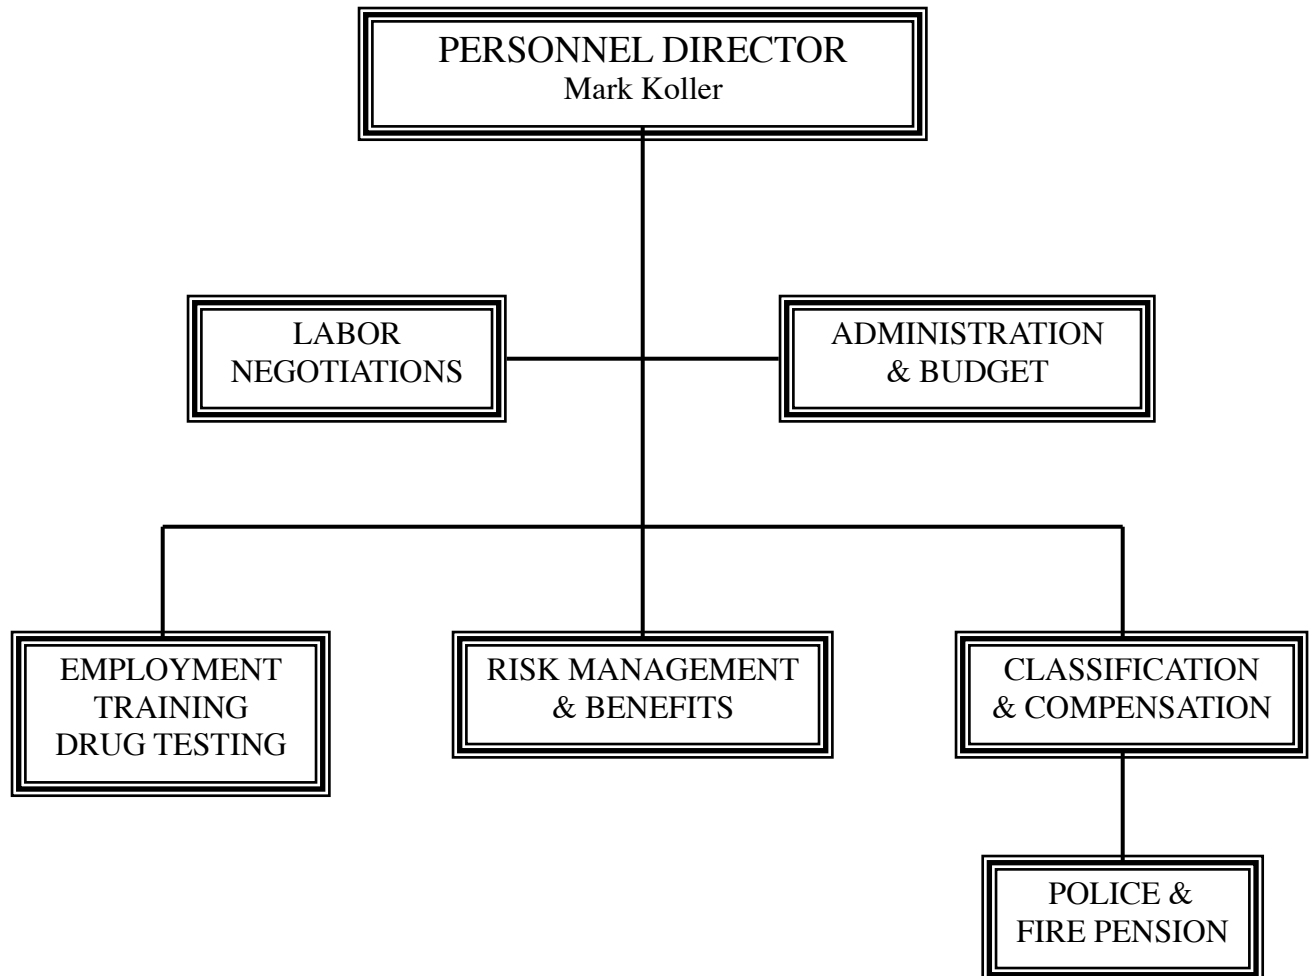 PERSONNEL DIRECTOR
Mark Koller
LABOR
NEGOTIATIONS
ADMINISTRATION
& BUDGET
EMPLOYMENT
TRAINING
DRUG TESTING
RISK MANAGEMENT
& BENEFITS
CLASSIFICATION
& COMPENSATION
POLICE &
FIRE PENSION